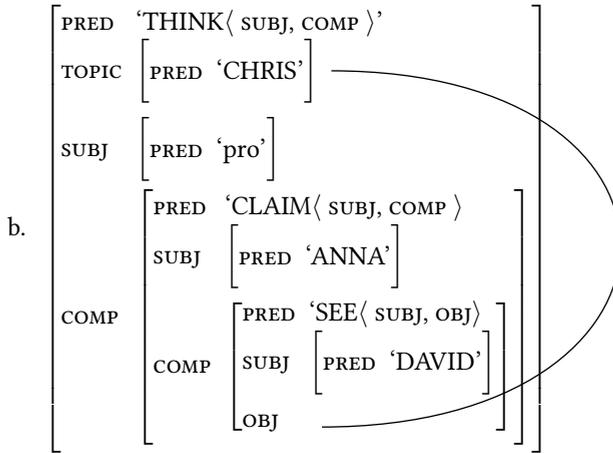 PRED ‘THINK⟨ SUBJ, COMP ⟩’
TOPIC [PRED ‘CHRIS’]
SUBJ [PRED ‘pro’]
b.
PRED ‘CLAIM⟨ SUBJ, COMP ⟩
SUBJ [PRED ‘ANNA’]
COMP
PRED ‘SEE⟨ SUBJ, OBJ⟩
SUBJ [PRED ‘DAVID’]
COMP
OBJ